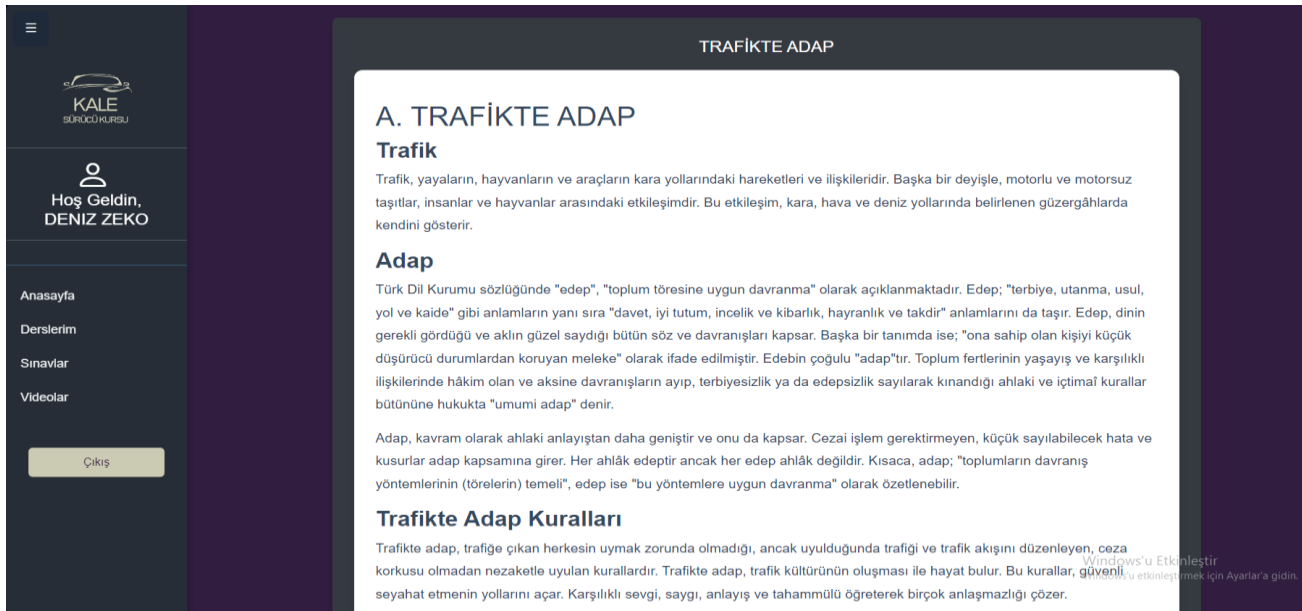 ☰
KALE
SÜRÜCÜ KURSU
Hoş Geldin,
DENIZ ZEKO
Anasayfa
Derslerim
Sınavlar
Videolar
Çıkış
TRAFİKTE ADAP
A. TRAFİKTE ADAP
Trafik
Trafik, yayaların, hayvanların ve araçların kara yollarındaki hareketleri ve ilişkileridir. Başka bir deyişle, motorlu ve motorsuz
taşıtlar, insanlar ve hayvanlar arasındaki etkileşimdir. Bu etkileşim, kara, hava ve deniz yollarında belirlenen güzergâhlarda
kendini gösterir.
Adap
Türk Dil Kurumu sözlüğünde "edep", "toplum töresine uygun davranma" olarak açıklanmaktadır. Edep; "terbiye, utanma, usul,
yol ve kaide" gibi anlamların yanı sıra "davet, iyi tutum, incelik ve kibarlık, hayranlık ve takdir" anlamlarını da taşır. Edep, dinin
gerekli gördüğü ve aklın güzel saydığı bütün söz ve davranışları kapsar. Başka bir tanımda ise; "ona sahip olan kişiyi küçük
düşürücü durumlardan koruyan meleke" olarak ifade edilmiştir. Edebin çoğulu "adap"tır. Toplum fertlerinin yaşayış ve karşılıklı
ilişkilerinde hâkim olan ve aksine davranışların ayıp, terbiyesizlik ya da edepsizlik sayılarak kınandığı ahlaki ve içtimaî kurallar
bütününe hukukta "umumi adap" denir.
Adap, kavram olarak ahlaki anlayıştan daha geniştir ve onu da kapsar. Cezai işlem gerektirmeyen, küçük sayılabilecek hata ve
kusurlar adap kapsamına girer. Her ahlâk edeptir ancak her edep ahlâk değildir. Kısaca, adap; "toplumların davranış
yöntemlerinin (törelerin) temeli", edep ise "bu yöntemlere uygun davranma" olarak özetlenebilir.
Trafikte Adap Kuralları
Trafikte adap, trafiğe çıkan herkesin uymak zorunda olmadığı, ancak uyulduğunda trafiği ve trafik akışını düzenleyen, ceza
korkusu olmadan nezaketle uyulan kurallardır. Trafikte adap, trafik kültürünün oluşması ile hayat bulur. Bu kurallar, güvenli
seyahat etmenin yollarını açar. Karşılıklı sevgi, saygı, anlayış ve tahammülü öğreterek birçok anlaşmazlığı çözer.
Windows'u Etkinleştir
Windows'u etkinleştirmek için Ayarlar'a gidin.